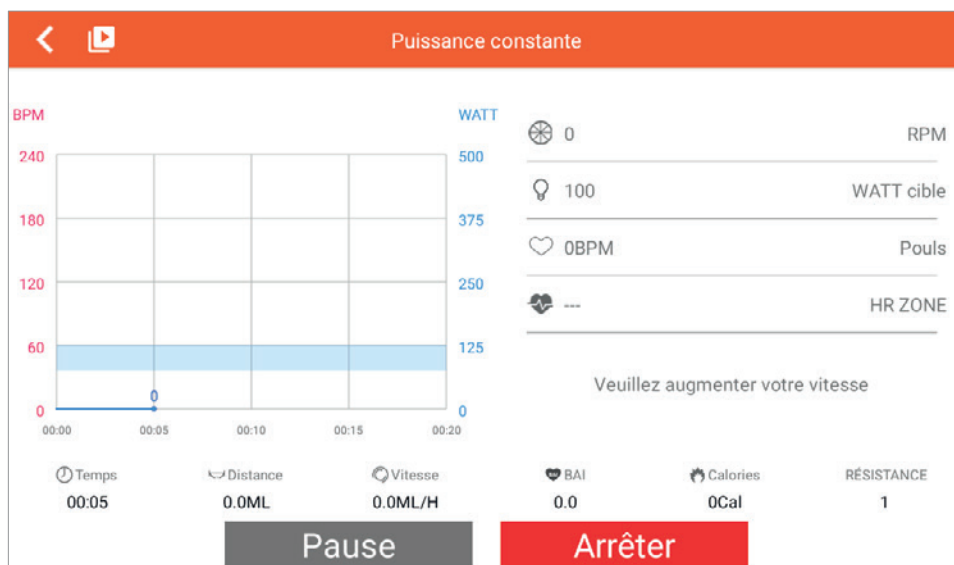 Puissance constante
BPM
WATT
240
180
120
60
0
500
375
250
125
0
0
00:00 00:05 00:10 00:15 00:20
0 RPM
100 WATT cible
0BPM Pouls
--- HR ZONE
Veuillez augmenter votre vitesse
Temps Distance Vitesse BAI Calories RÉSISTANCE
00:05 0.0ML 0.0ML/H 0.0 0Cal 1
Pause Arrêter